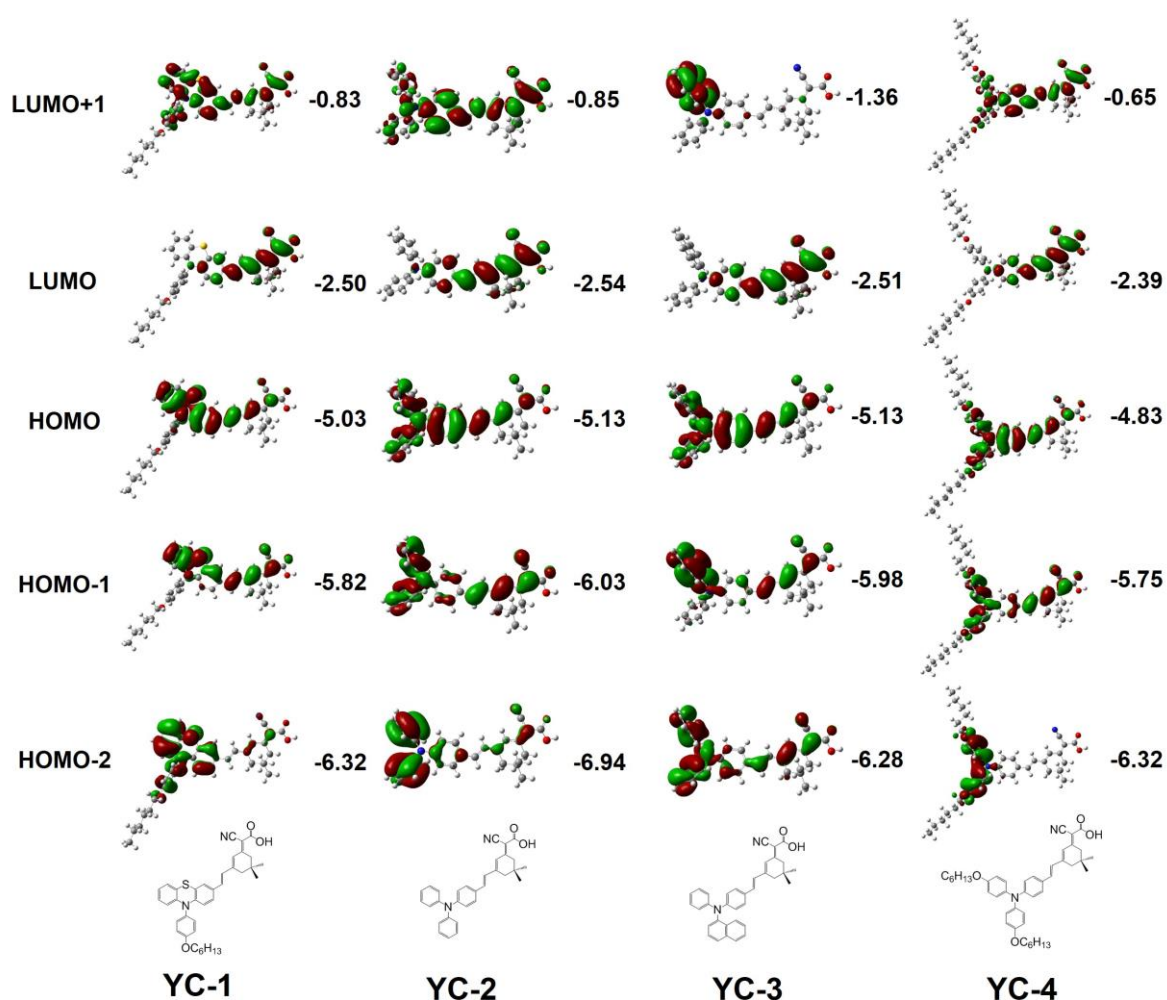 LUMO+1 -0.83 -0.85 -1.36 -0.65
LUMO -2.50 -2.54 -2.51 -2.39
HOMO -5.03 -5.13 -5.13 -4.83
HOMO-1 -5.82 -6.03 -5.98 -5.75
HOMO-2 -6.32 -6.94 -6.28 -6.32
NC O OH S N OC6H13
NC O OH N
NC O OH N
NC O OH C6H13O N OC6H13
YC-1 YC-2 YC-3 YC-4